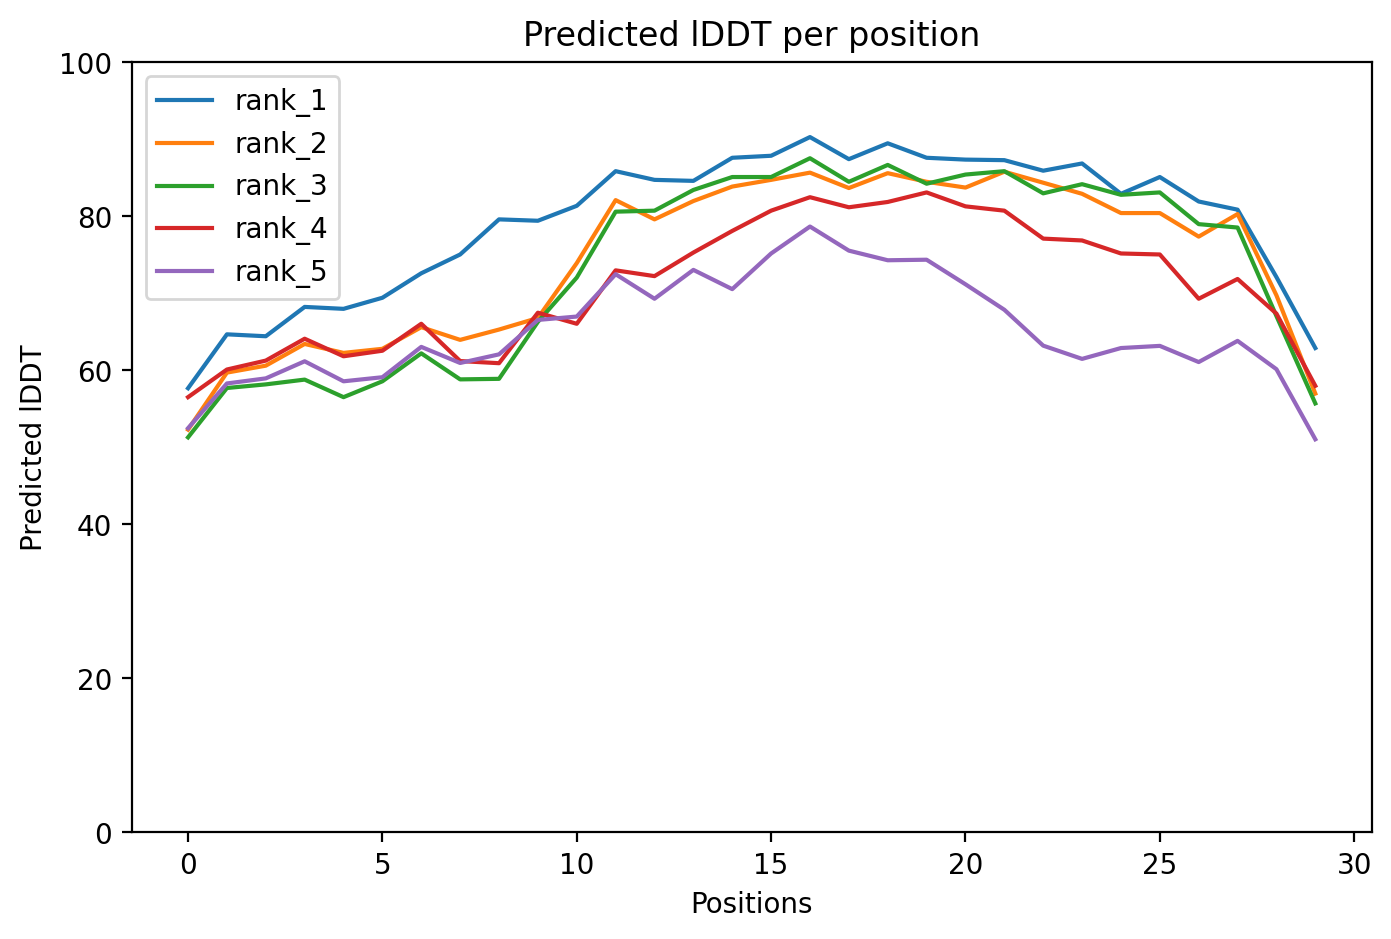 Predicted lDDT per position
100
80
60
40
20
0
Predicted lDDT
rank_1
rank_2
rank_3
rank_4
rank_5
0 5 10 15 20 25 30
Positions